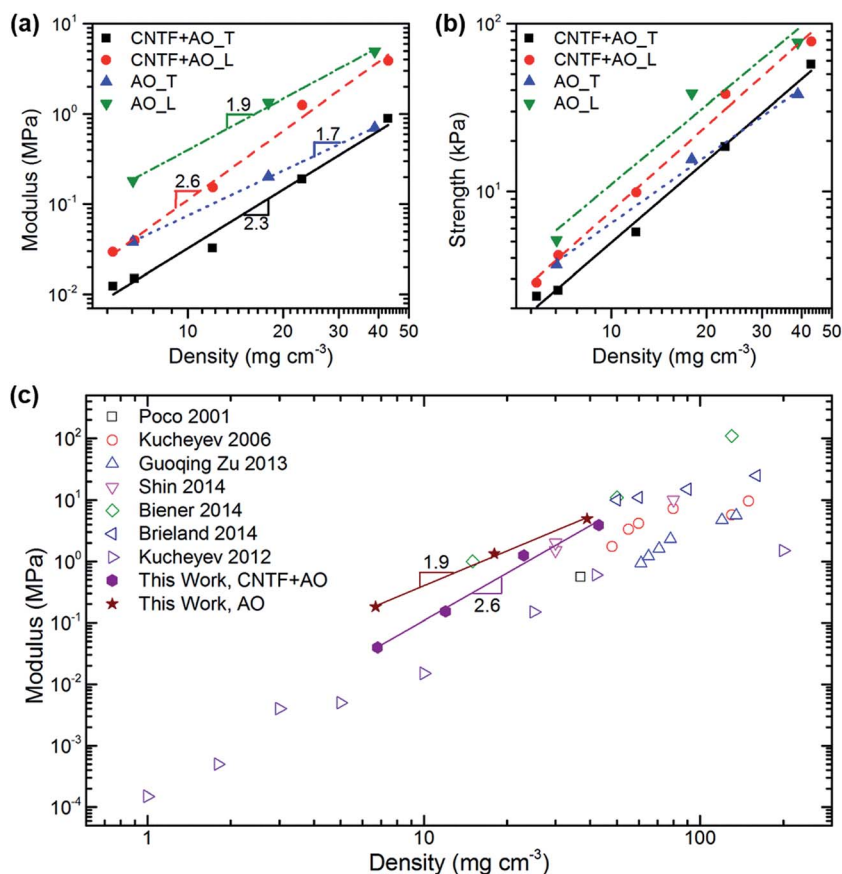 (a)
CNTF+AO_T
CNTF+AO_L
AO_T
AO_L
1.9
1.7
2.6
2.3
10¹
10⁰
10⁻¹
10⁻²
Modulus (MPa)
10
20
30
40
50
Density (mg cm⁻³)
(b)
CNTF+AO_T
CNTF+AO_L
AO_T
AO_L
10²
10¹
Strength (kPa)
10
20
30
40
50
Density (mg cm⁻³)
(c)
Poco 2001
Kucheyev 2006
Guoqing Zu 2013
Shin 2014
Biener 2014
Brieland 2014
Kucheyev 2012
This Work, CNTF+AO
This Work, AO
1.9
2.6
10²
10¹
10⁰
10⁻¹
10⁻²
10⁻³
10⁻⁴
Modulus (MPa)
1
10
100
Density (mg cm⁻³)